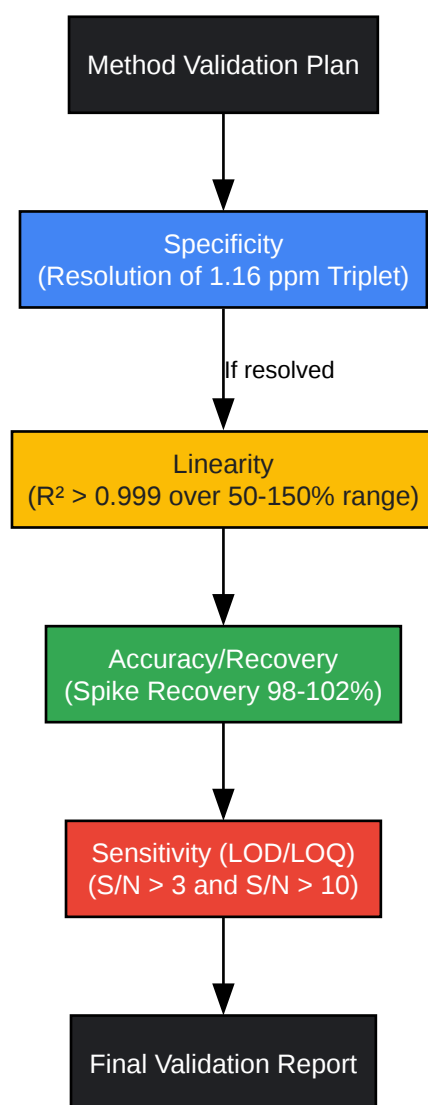 Method Validation Plan
Specificity
(Resolution of 1.16 ppm Triplet)
If resolved
Linearity
(R² > 0.999 over 50-150% range)
Accuracy/Recovery
(Spike Recovery 98-102%)
Sensitivity (LOD/LOQ)
(S/N > 3 and S/N > 10)
Final Validation Report